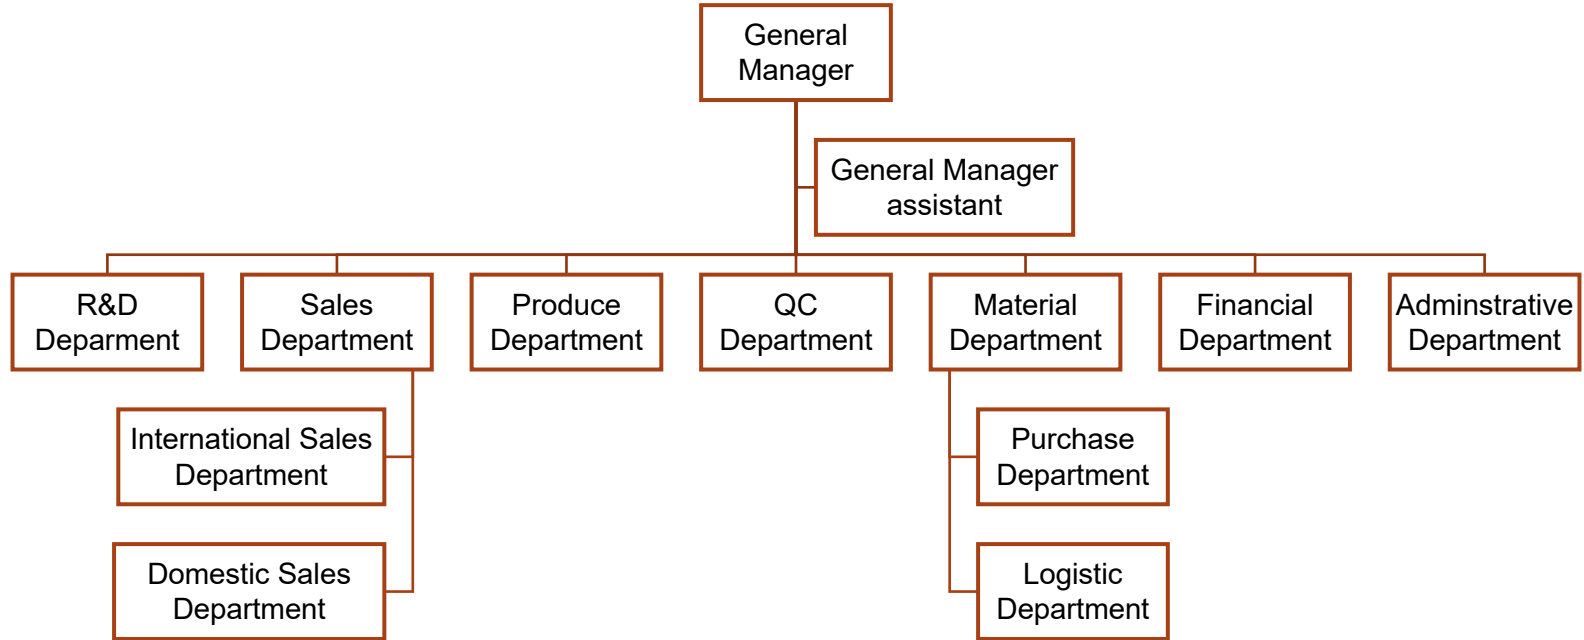 General
Manager
General Manager
assistant
R&D
Deparment
Sales
Department
Produce
Department
QC
Department
Material
Department
Financial
Department
Adminstrative
Department
International Sales
Department
Purchase
Department
Domestic Sales
Department
Logistic
Department